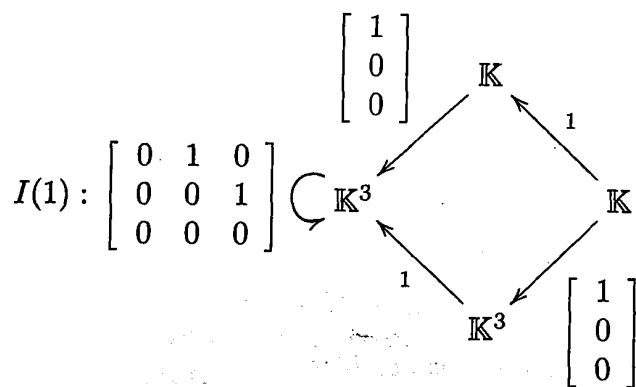 [ 1 ]
[ 0 ]
[ 0 ]
𝕂
1
I(1) :
[ 0 1 0 ]
[ 0 0 1 ]
[ 0 0 0 ]
𝕂³
𝕂
1
𝕂³
[ 1 ]
[ 0 ]
[ 0 ]